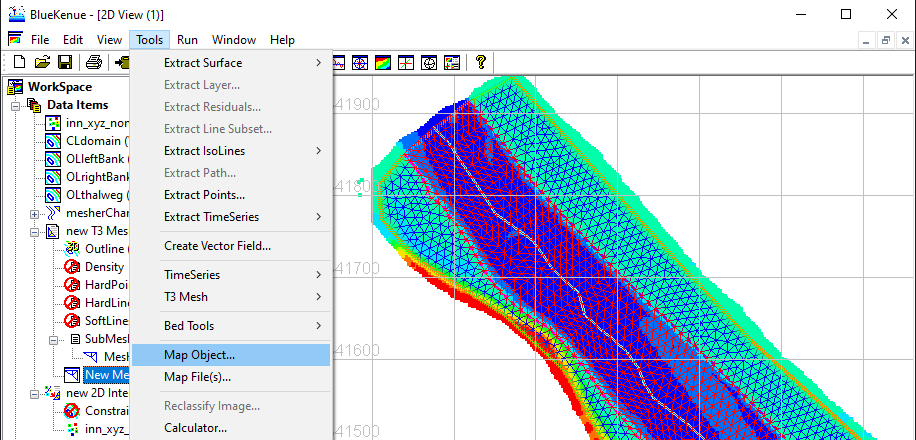 BlueKenue - [2D View (1)]
File Edit View Tools Run Window Help
WorkSpace
Data Items
inn_xyz_nor
CLdomain (
OLleftBank
OLrightBank
OLthalweg (
mesherChar
new T3 Mes
Outline (
Density
HardPoi
HardLine
SoftLines
SubMesh
Mesh
New Me
new 2D Inte
Constrai
inn_xyz_
Extract Surface
Extract Layer...
Extract Residuals...
Extract Line Subset...
Extract IsoLines
Extract Path...
Extract Points...
Extract TimeSeries
Create Vector Field...
TimeSeries
T3 Mesh
Bed Tools
Map Object...
Map File(s)...
Reclassify Image...
Calculator...
41900
41800
41700
41600
41500